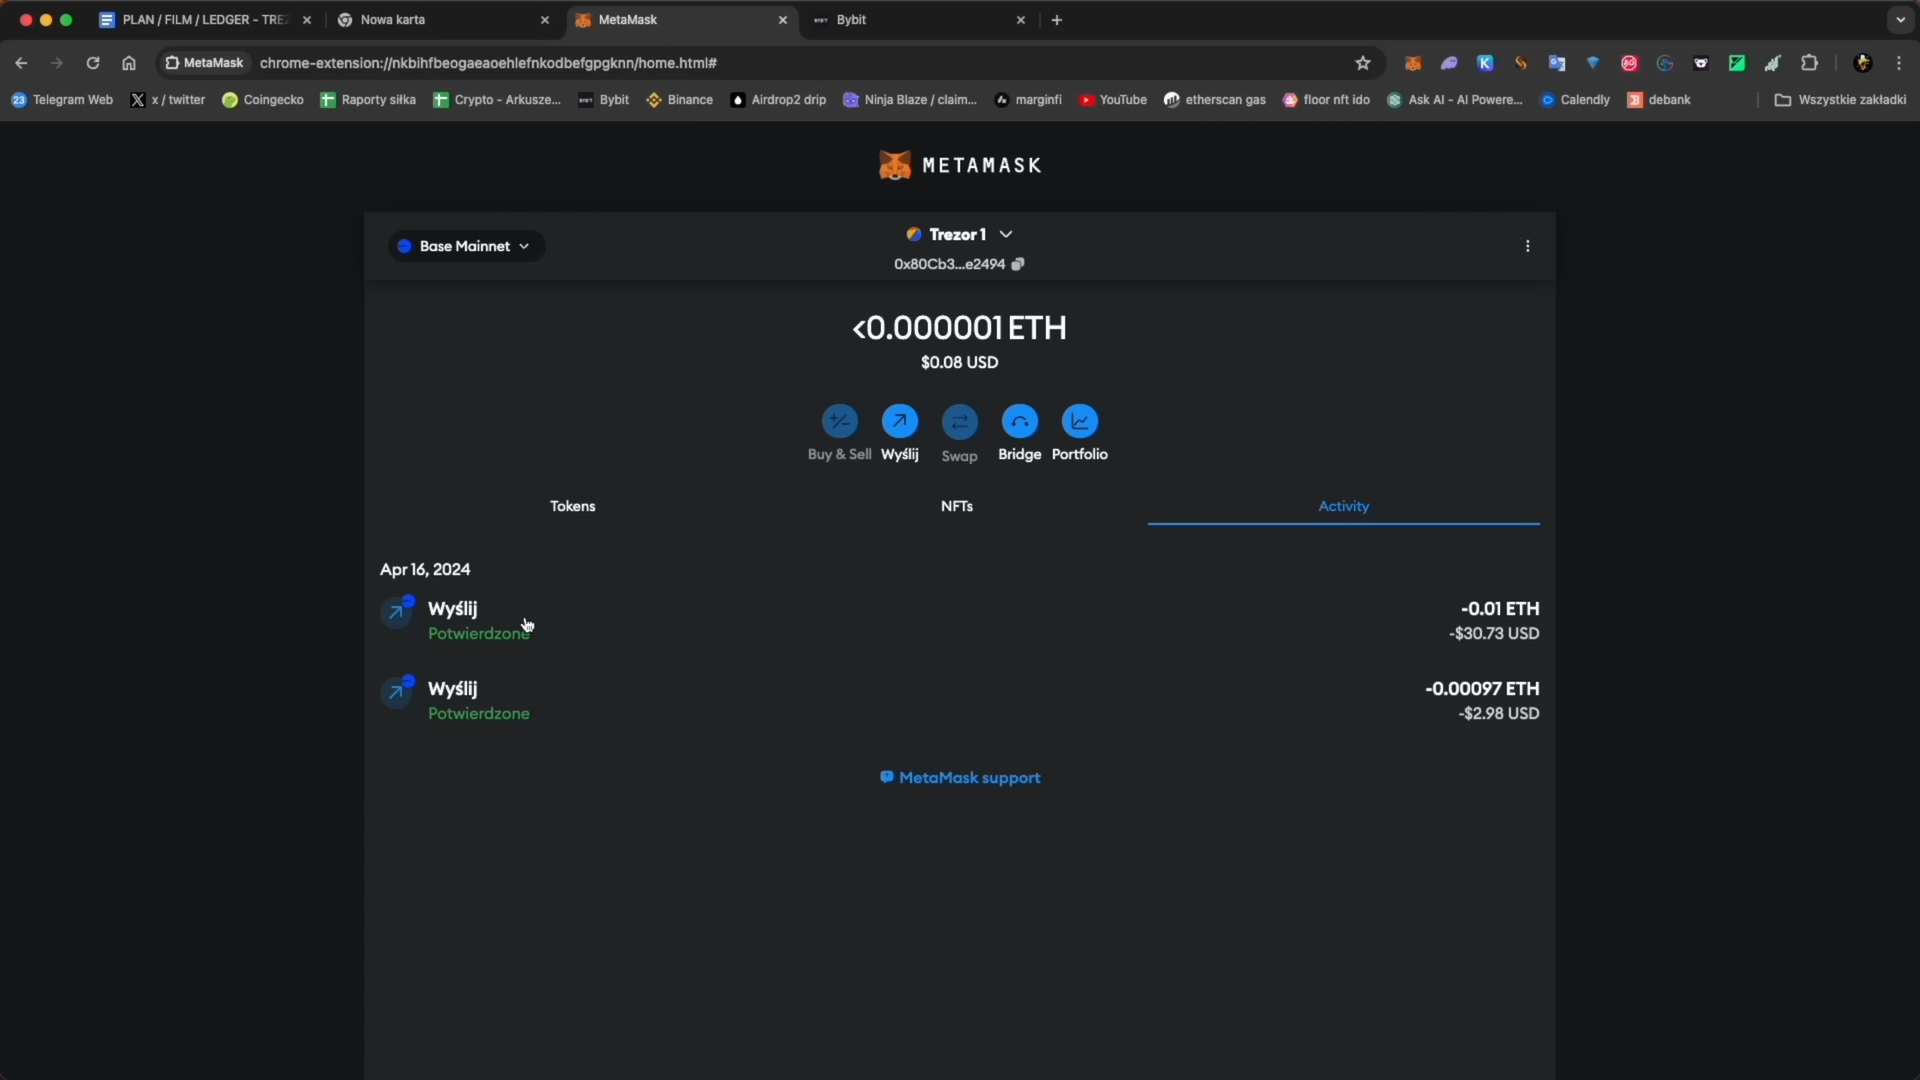 PLAN / FILM / LEDGER - TREZ
Nowa karta
MetaMask
Bybit
MetaMask
chrome-extension://nkbihfbeogaeaoehlefnkodbefgpgknn/home.html#
23 Telegram Web
x / twitter
Coingecko
Raporty siłka
Crypto - Arkusze...
Bybit
Binance
Airdrop2 drip
Ninja Blaze / claim...
marginfi
YouTube
etherscan gas
floor nft ido
Ask AI - AI Powere...
Calendly
debank
Wszystkie zakładki
METAMASK
Base Mainnet
Trezor 1
0x80Cb3...e2494
<0.000001 ETH
$0.08 USD
Buy & Sell
Wyślij
Swap
Bridge
Portfolio
Tokens
NFTs
Activity
Apr 16, 2024
Wyślij
-0.01 ETH
Potwierdzone
-$30.73 USD
Wyślij
-0.00097 ETH
Potwierdzone
-$2.98 USD
MetaMask support